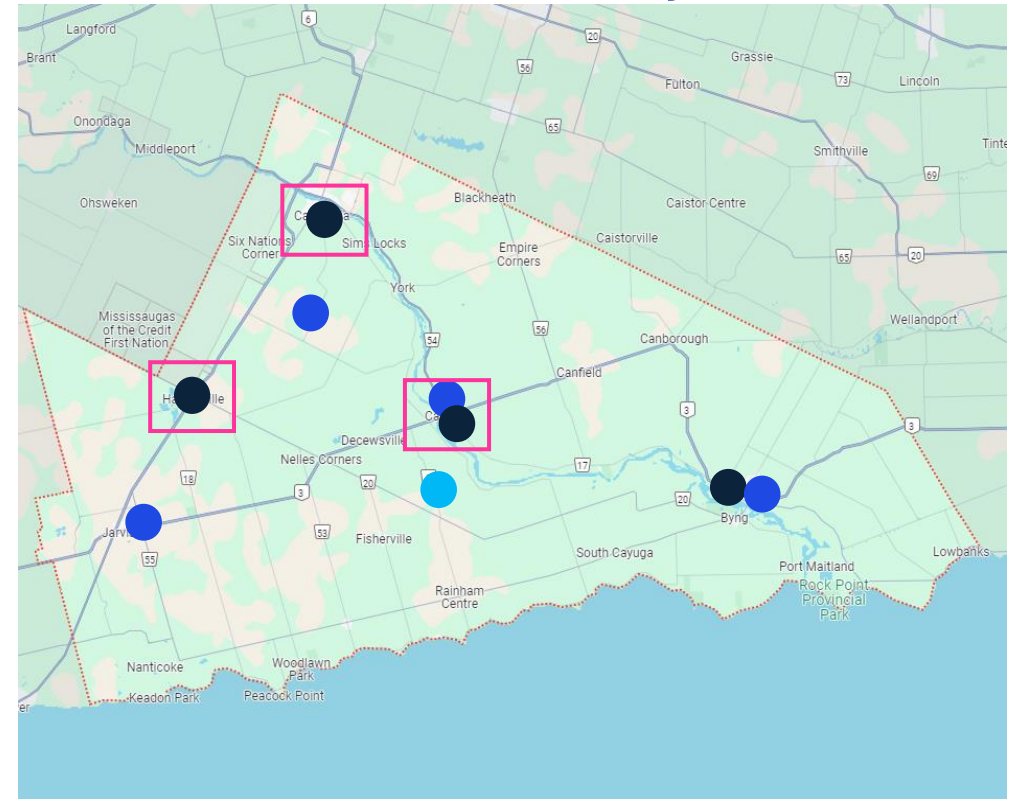 6
Langford
20
Brant
Grassie
56
73
Lincoln
Fulton
Onondaga
65
Middleport
Smithville
69
Ohsweken
Blackheath
Caistor Centre
Six Nations
Corner
Sims Locks
Caistorville
Empire
Corners
65
20
York
Mississaugas
of the Credit
First Nation
Wellandport
56
54
Canborough
Canfield
3
3
Decewsville
Nelles Corners
17
18
20
3
20
Byng
53
Fisherville
55
South Cayuga
Lowbanks
Port Maitland
Rock Point
Provincial
Park
Rainham
Centre
Nanticoke
Woodlawn
Park
Keadon Park
Peacock Point